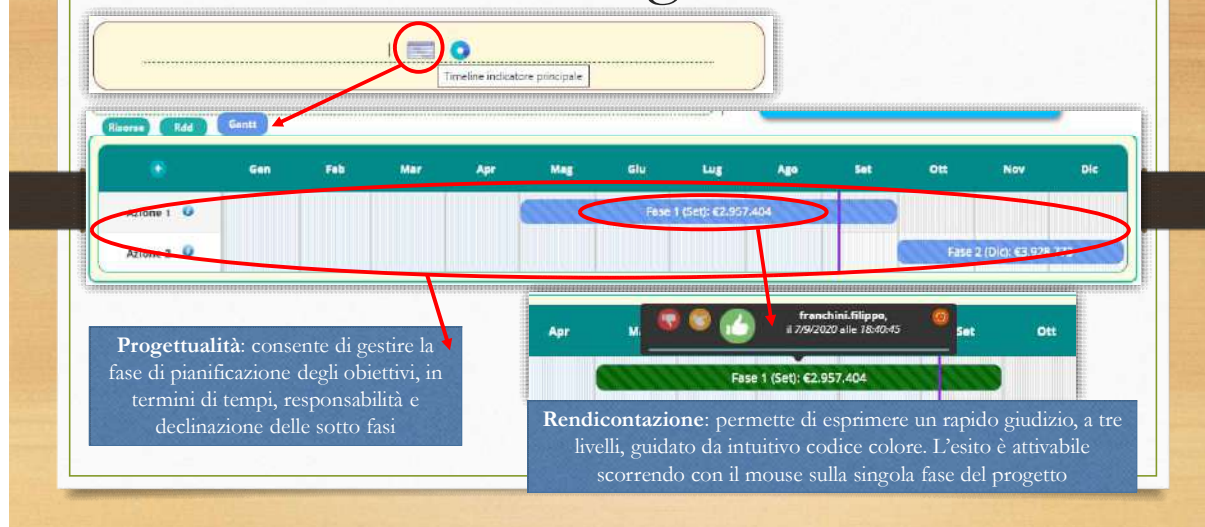 Timeline indicatore principale
Risorse Rdd Gantt
+ Gen Feb Mar Apr Mag Giu Lug Ago Set Ott Nov Dic
Azione 1 Fase 1 (Set): €2.957.404
Azione 2 Fase 2 (Dic):
franchini.filippo,
il 7/9/2020 alle 18:40:45
Apr Set Ott
Fase 1 (Set): €2.957.404
Progettualità: consente di gestire la
fase di pianificazione degli obiettivi, in
termini di tempi, responsabilità e
declinazione delle sotto fasi
Rendicontazione: permette di esprimere un rapido giudizio, a tre
livelli, guidato da intuitivo codice colore. L'esito è attivabile
scorrendo con il mouse sulla singola fase del progetto